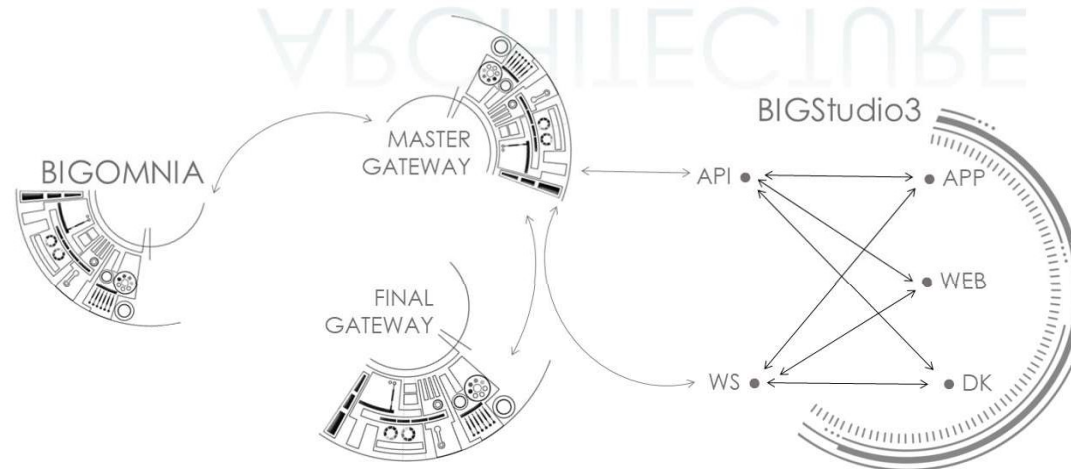 ARCHITECTURE
BIGStudio3
BIGOMNIA
MASTER
GATEWAY
API
APP
WEB
FINAL
GATEWAY
WS
DK